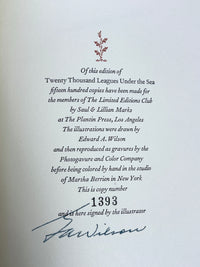 Of this edition of
Twenty Thousand Leagues Under the Sea
fifteen hundred copies have been made for
the members of The Limited Editions Club
by Saul & Lillian Marks
at The Plantin Press, Los Angeles
The illustrations were drawn by
Edward A. Wilson
and then reproduced as gravures by the
Photogravure and Color Company
before being colored by hand in the studio
of Martha Berrien in New York
This is copy number
1393
and is here signed by the illustrator
EAWilson